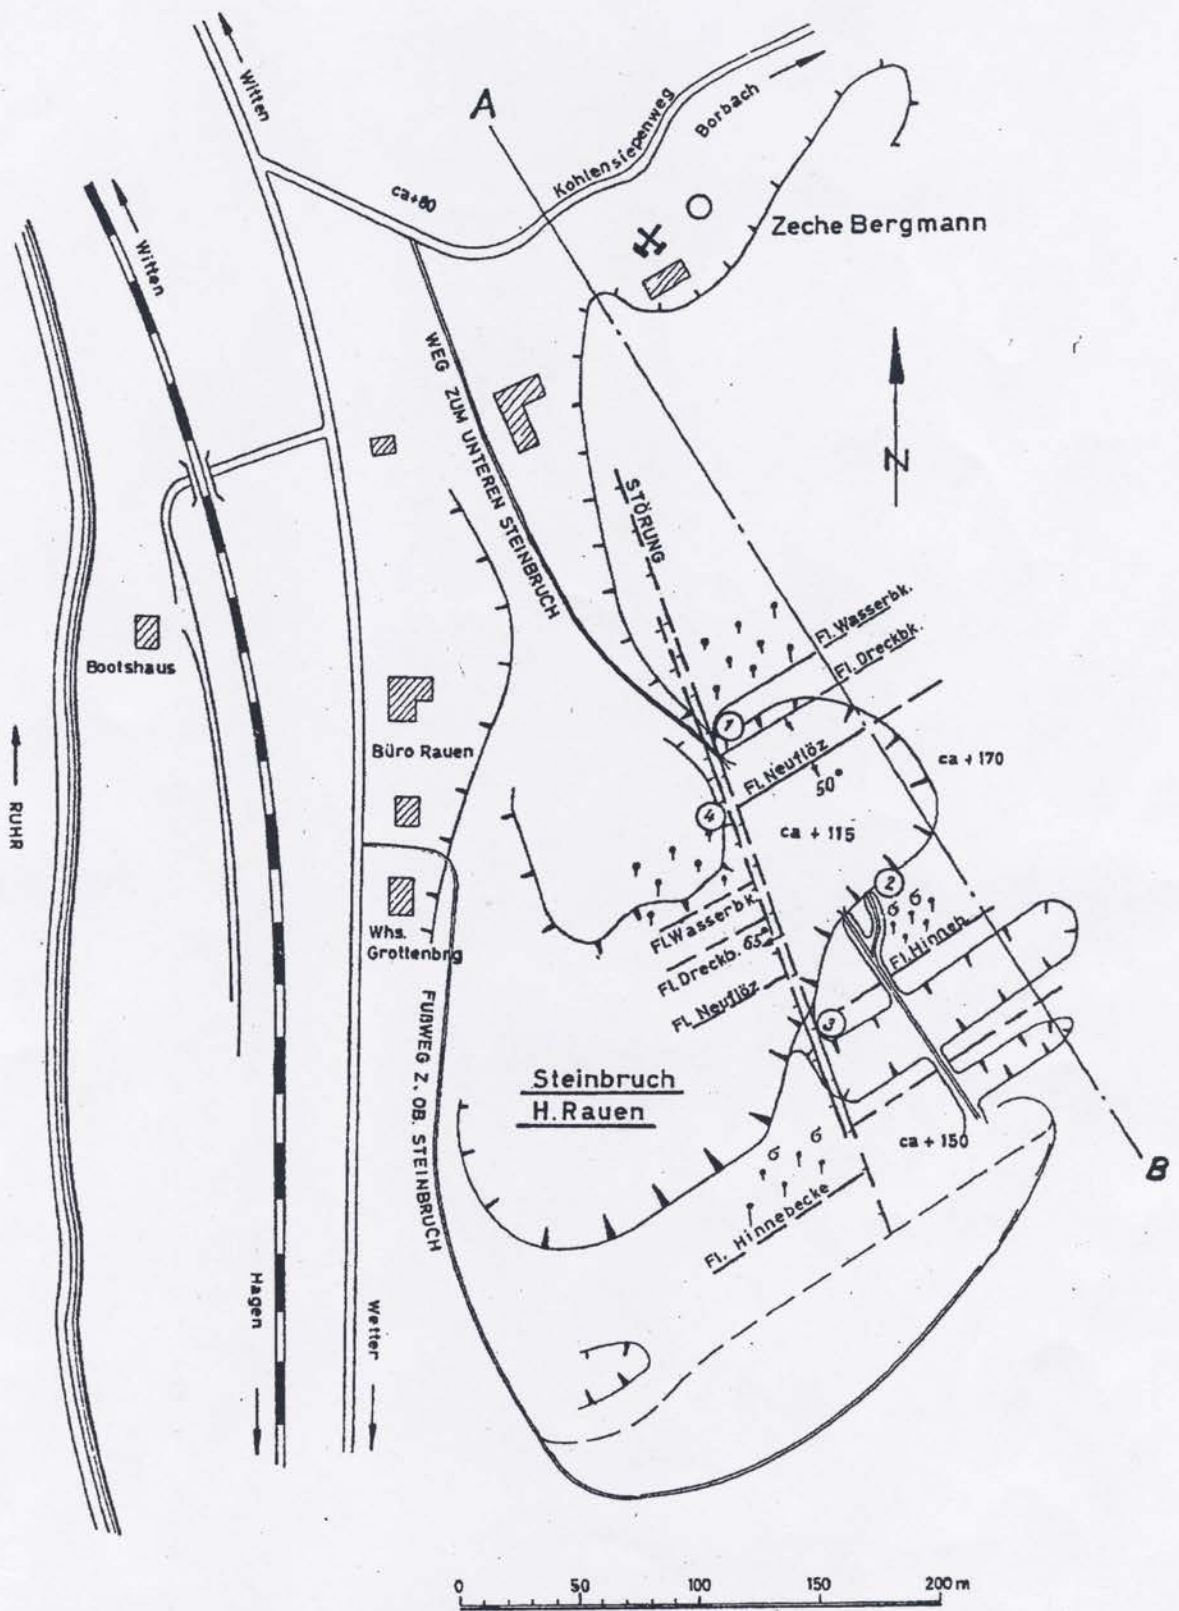 Witten
A
Borbach
Kohlensiepenweg
ca+80
Zeche Bergmann
Witten
N
WEG ZUM UNTEREN STEINBRUCH
STÖRUNG
Fl. Wasserbk.
Fl. Dreckbk.
Bootshaus
1
Büro Rauen
Fl. Neuflöz
50°
ca + 170
RUHR
4
ca + 115
2
Whs.
Grottenbrg
Fl. Wasserbk
Fl. Dreckb. 65°
Fl. Neuflöz
Fl. Hinneb.
3
FUßWEG Z. OB. STEINBRUCH
Steinbruch
H. Rauen
ca + 150
B
Fl. Hinnebecke
Hagen
Wetter
0 50 100 150 200 m